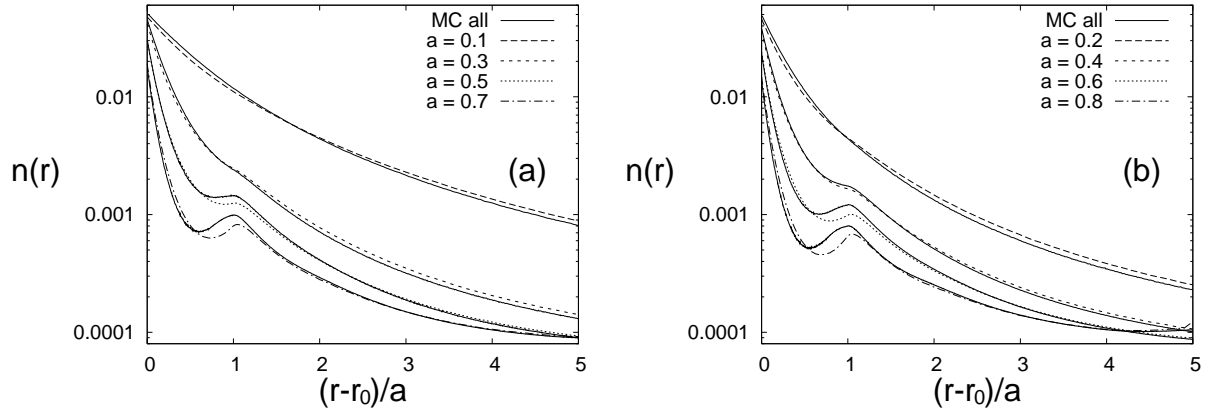 MC all
a = 0.1
a = 0.3
a = 0.5
a = 0.7
0.01
n(r)
(a)
0.001
0.0001
0 1 2 3 4 5
(r-r0)/a
MC all
a = 0.2
a = 0.4
a = 0.6
a = 0.8
0.01
n(r)
(b)
0.001
0.0001
0 1 2 3 4 5
(r-r0)/a